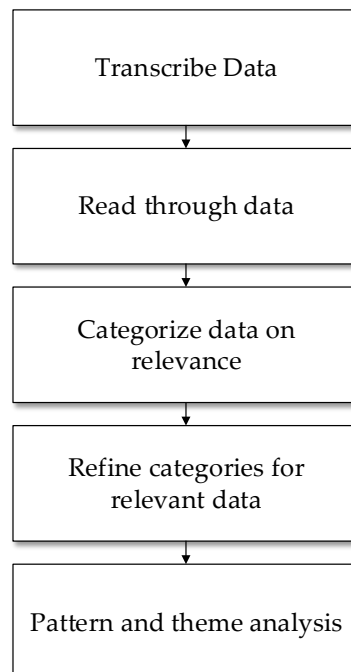 Transcribe Data
Read through data
Categorize data on
relevance
Refine categories for
relevant data
Pattern and theme analysis